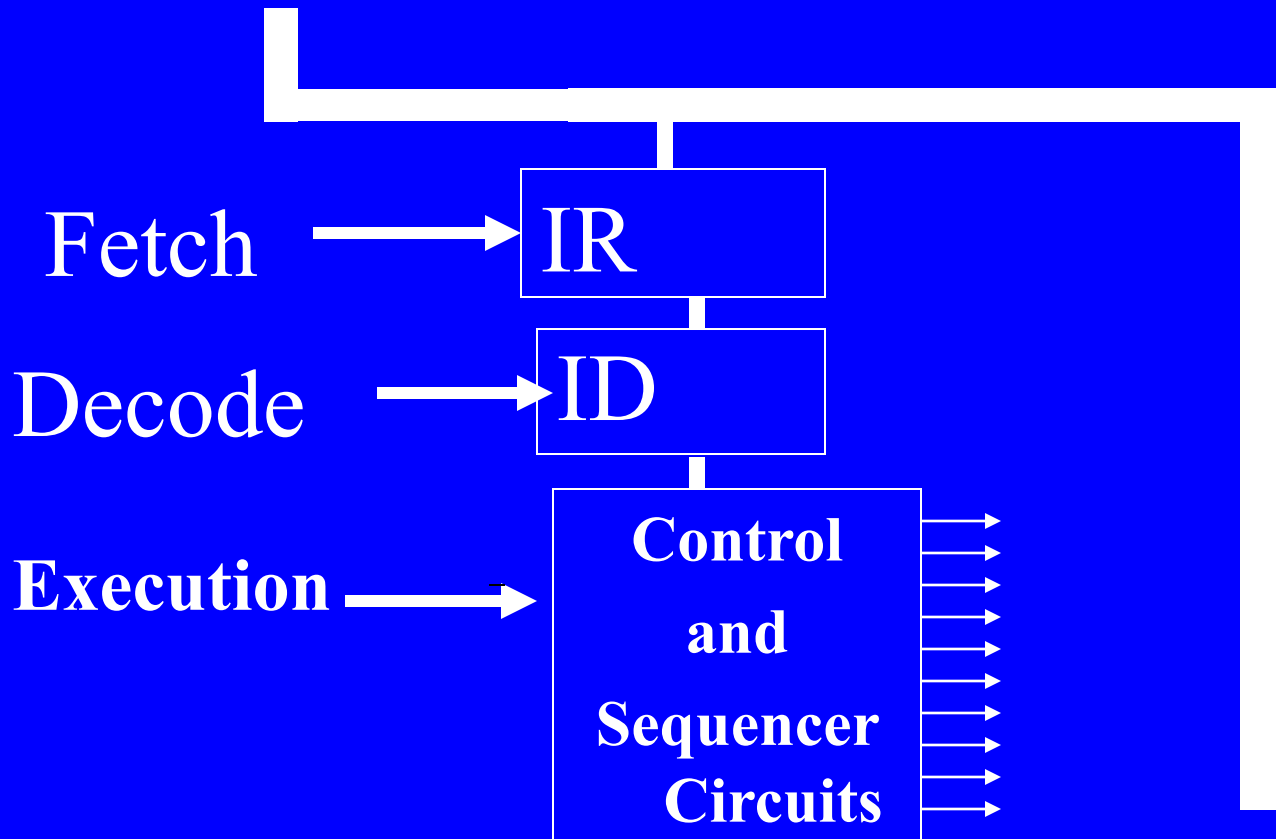 Fetch
IR
Decode
ID
Execution
Control
and
Sequencer
Circuits